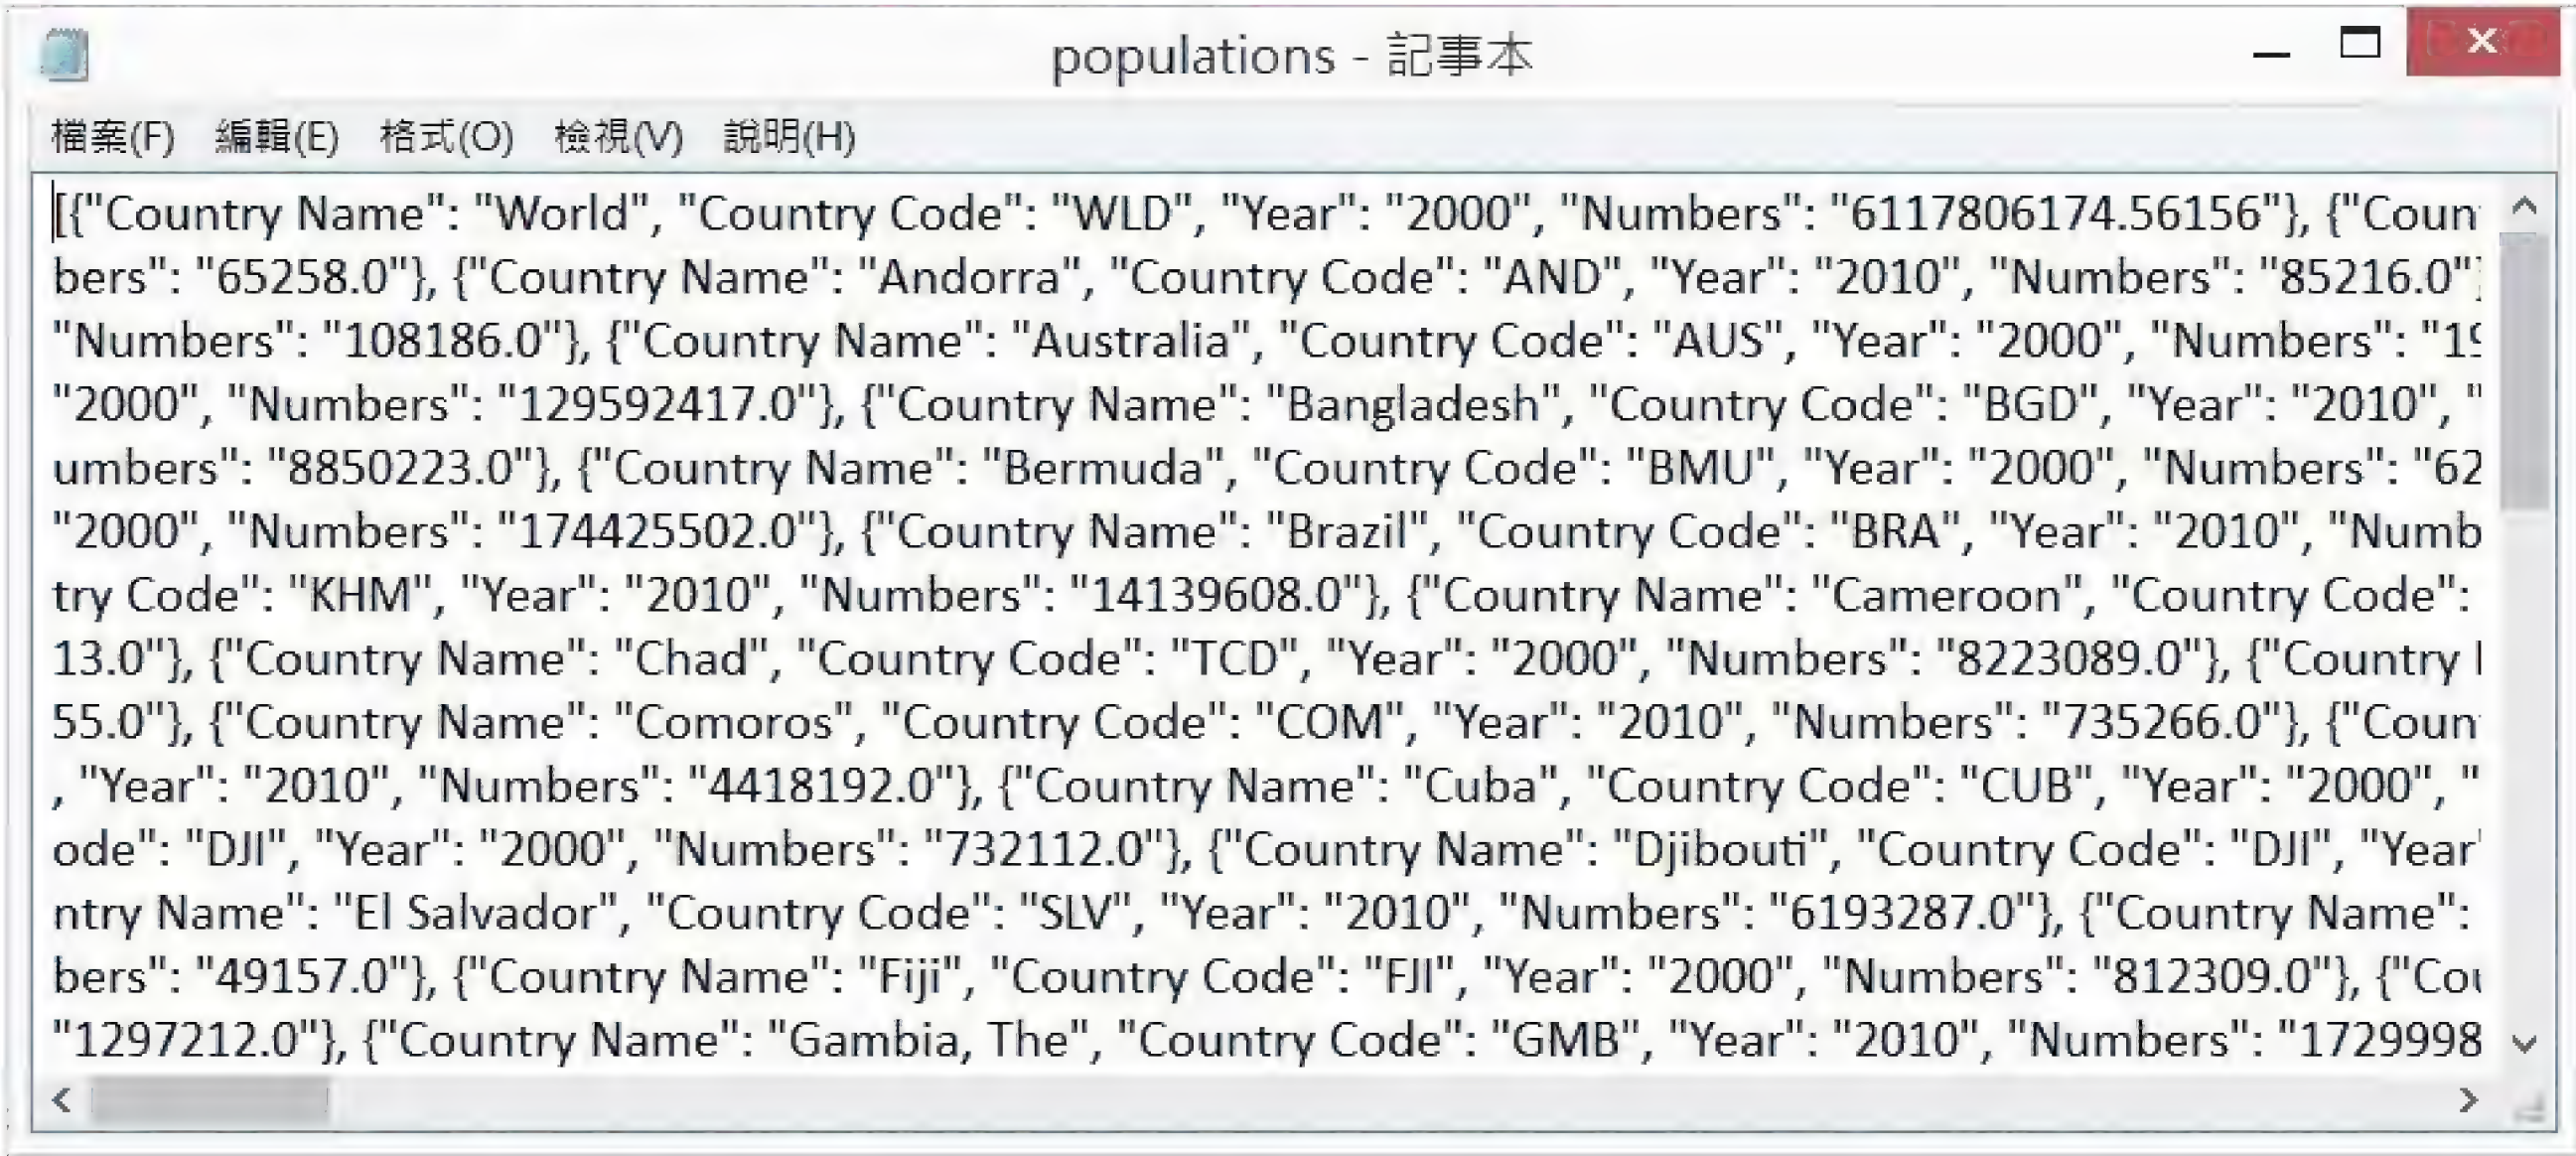 populations - 記事本
檔案(F) 編輯(E) 格式(O) 檢視(V) 說明(H)
[{"Country Name": "World", "Country Code": "WLD", "Year": "2000", "Numbers": "6117806174.56156"}, {"Coun
bers": "65258.0"}, {"Country Name": "Andorra", "Country Code": "AND", "Year": "2010", "Numbers": "85216.0"}
"Numbers": "108186.0"}, {"Country Name": "Australia", "Country Code": "AUS", "Year": "2000", "Numbers": "19
"2000", "Numbers": "129592417.0"}, {"Country Name": "Bangladesh", "Country Code": "BGD", "Year": "2010", "
umbers": "8850223.0"}, {"Country Name": "Bermuda", "Country Code": "BMU", "Year": "2000", "Numbers": "62
"2000", "Numbers": "174425502.0"}, {"Country Name": "Brazil", "Country Code": "BRA", "Year": "2010", "Numb
try Code": "KHM", "Year": "2010", "Numbers": "14139608.0"}, {"Country Name": "Cameroon", "Country Code":
13.0"}, {"Country Name": "Chad", "Country Code": "TCD", "Year": "2000", "Numbers": "8223089.0"}, {"Country
55.0"}, {"Country Name": "Comoros", "Country Code": "COM", "Year": "2010", "Numbers": "735266.0"}, {"Coun
, "Year": "2010", "Numbers": "4418192.0"}, {"Country Name": "Cuba", "Country Code": "CUB", "Year": "2000", "
ode": "DJI", "Year": "2000", "Numbers": "732112.0"}, {"Country Name": "Djibouti", "Country Code": "DJI", "Year"
ntry Name": "El Salvador", "Country Code": "SLV", "Year": "2010", "Numbers": "6193287.0"}, {"Country Name":
bers": "49157.0"}, {"Country Name": "Fiji", "Country Code": "FJI", "Year": "2000", "Numbers": "812309.0"}, {"Cou
"1297212.0"}, {"Country Name": "Gambia, The", "Country Code": "GMB", "Year": "2010", "Numbers": "1729998